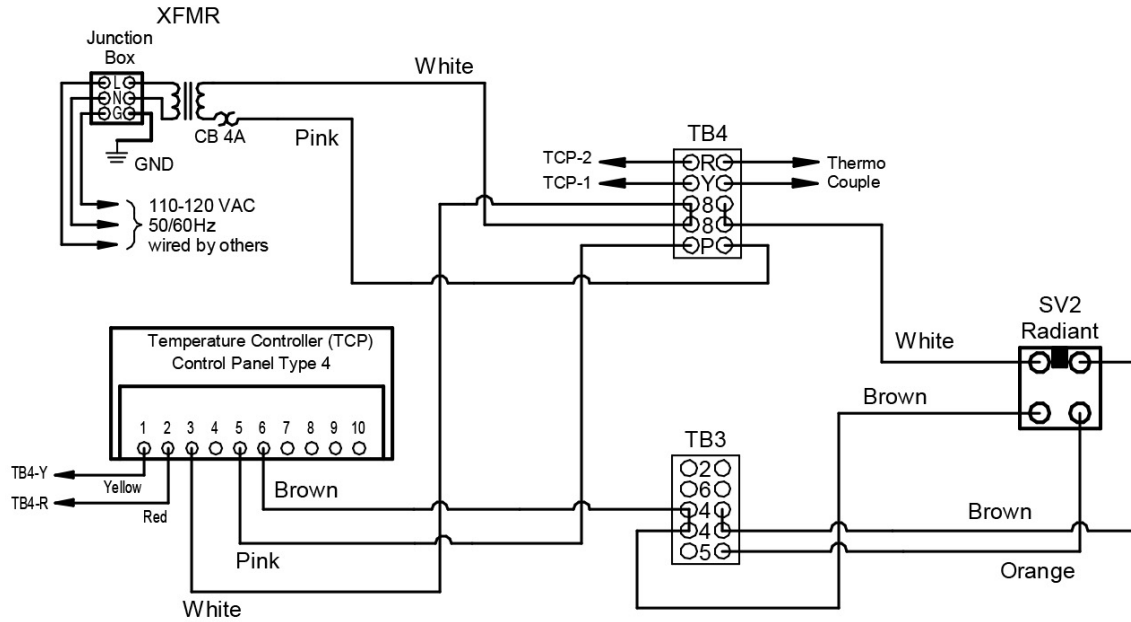 XFMR
Junction
Box
L
N
G
GND
CB 4A
White
Pink
110-120 VAC
50/60Hz
wired by others
TB4
TCP-2
R
Thermo
TCP-1
Y
Couple
8
8
P
SV2
Radiant
White
Brown
Temperature Controller (TCP)
Control Panel Type 4
1 2 3 4 5 6 7 8 9 10
TB4-Y
Yellow
TB4-R
Red
Brown
Pink
White
TB3
2
6
4
4
5
Brown
Orange